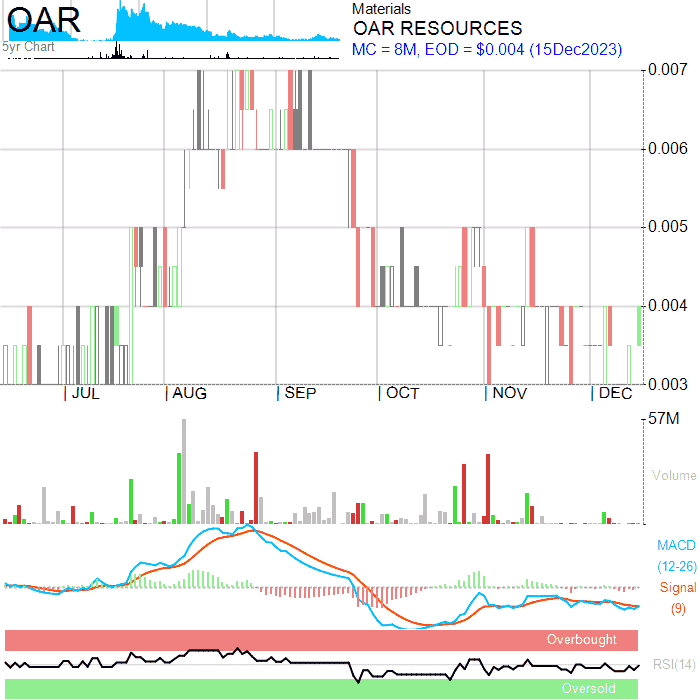 OAR
5yr Chart
Materials
OAR RESOURCES
MC = 8M, EOD = $0.004 (15Dec2023)
0.007
0.006
0.005
0.004
0.003
JUL AUG SEP OCT NOV DEC
57M
Volume
MACD
(12-26)
Signal
(9)
Overbought
RSI(14)
Oversold